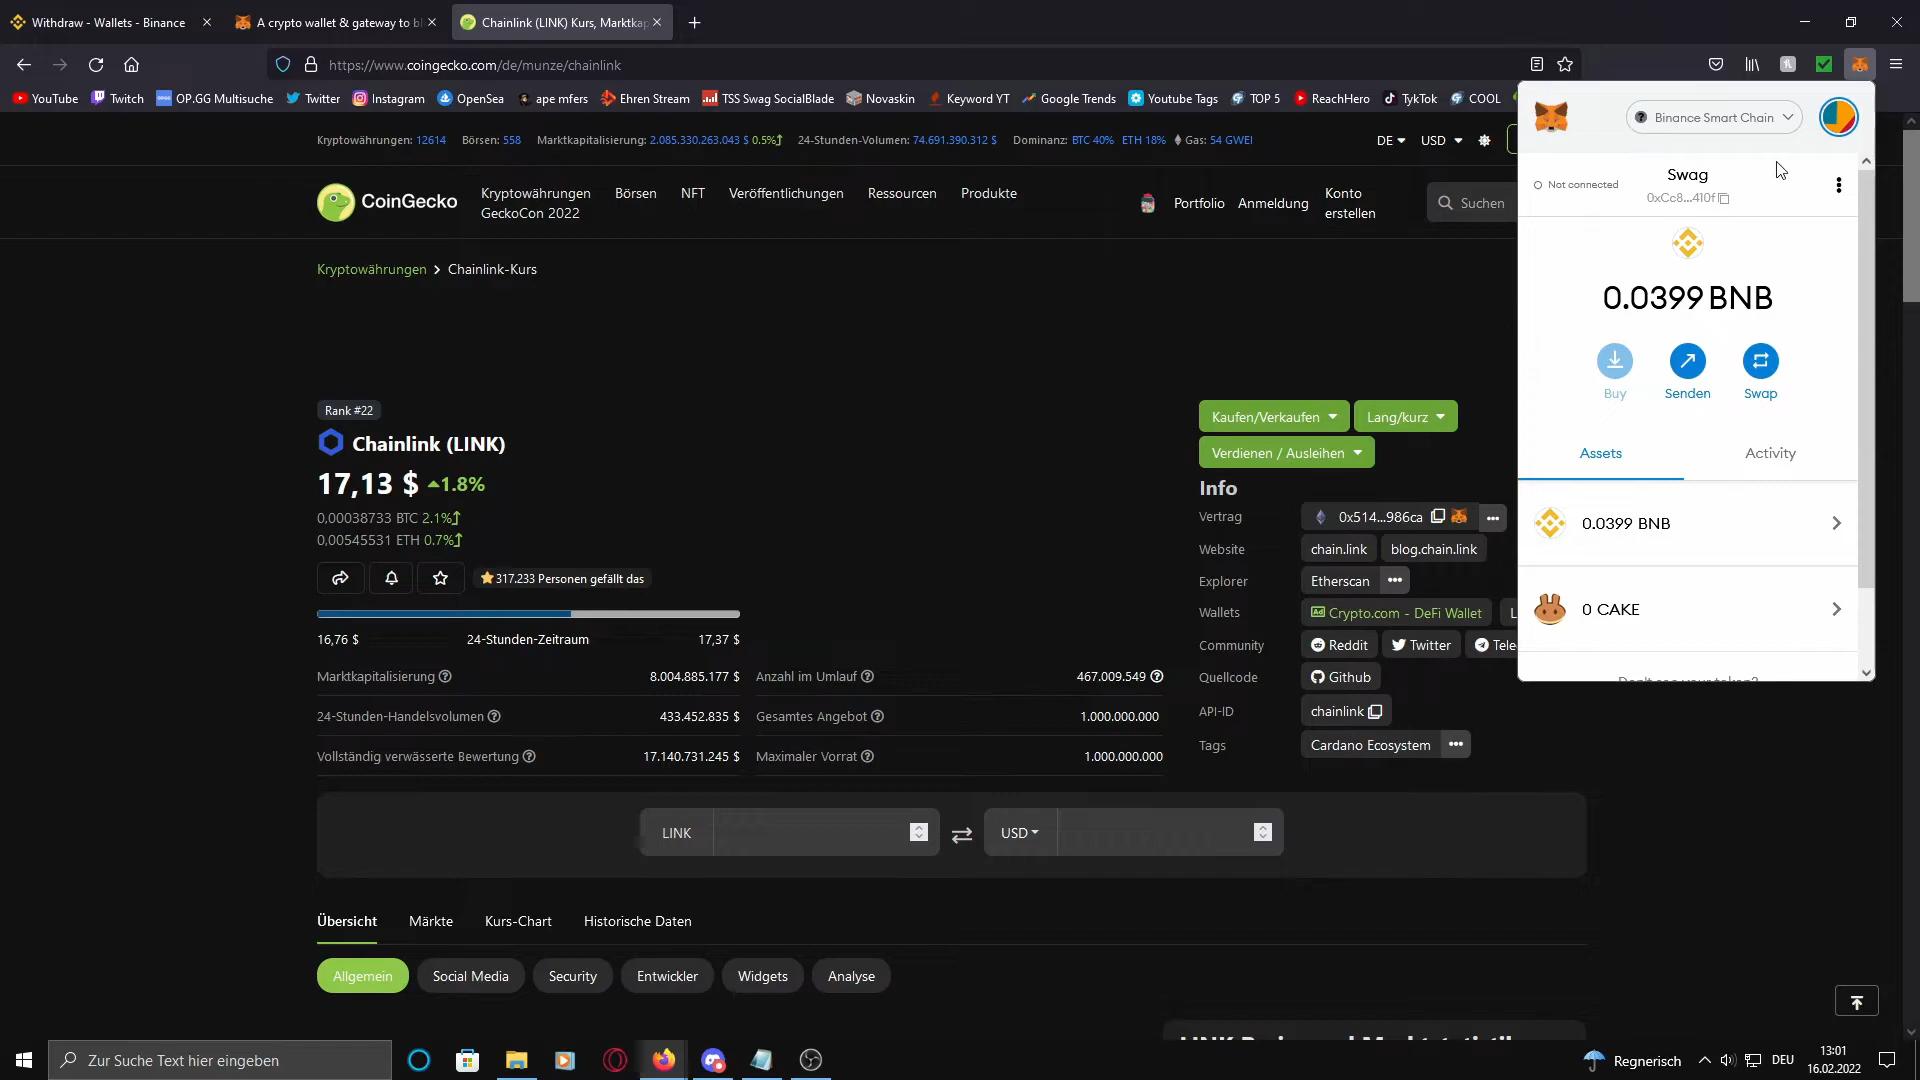 Withdraw - Wallets - Binance
A crypto wallet & gateway to bl
Chainlink (LINK) Kurs, Marktkap
https://www.coingecko.com/de/munze/chainlink
YouTube Twitch OP.GG Multisuche Twitter Instagram OpenSea ape mfers Ehren Stream TSS Swag SocialBlade Novaskin Keyword YT Google Trends Youtube Tags TOP 5 ReachHero TykTok COOL
Kryptowährungen: 12614 Börsen: 558 Marktkapitalisierung: 2.085.330.263.043 $ 0.5% 24-Stunden-Volumen: 74.691.390.312 $ Dominanz: BTC 40% ETH 18% Gas: 54 GWEI
DE USD
CoinGecko
Kryptowährungen Börsen NFT Veröffentlichungen Ressourcen Produkte
GeckoCon 2022
Portfolio Anmeldung Konto erstellen
Suchen
Kryptowährungen > Chainlink-Kurs
Rank #22
Chainlink (LINK)
17,13 $ 1.8%
0,00038733 BTC 2.1%
0,00545531 ETH 0.7%
317.233 Personen gefällt das
16,76 $ 24-Stunden-Zeitraum 17,37 $
Marktkapitalisierung 8.004.885.177 $
24-Stunden-Handelsvolumen 433.452.835 $
Vollständig verwässerte Bewertung 17.140.731.245 $
Anzahl im Umlauf 467.009.549
Gesamtes Angebot 1.000.000.000
Maximaler Vorrat 1.000.000.000
Kaufen/Verkaufen Lang/kurz
Verdienen / Ausleihen
Info
Vertrag 0x514...986ca
Website chain.link blog.chain.link
Explorer Etherscan
Wallets Ad Crypto.com - DeFi Wallet L
Community Reddit Twitter Tele
Quellcode Github
API-ID chainlink
Tags Cardano Ecosystem
LINK USD
Übersicht Märkte Kurs-Chart Historische Daten
Allgemein Social Media Security Entwickler Widgets Analyse
Binance Smart Chain
Not connected
Swag
0xCc8...410f
0.0399 BNB
Buy Senden Swap
Assets Activity
0.0399 BNB
0 CAKE
Don't see your token?
Zur Suche Text hier eingeben
Regnerisch
DEU
13:01
16.02.2022